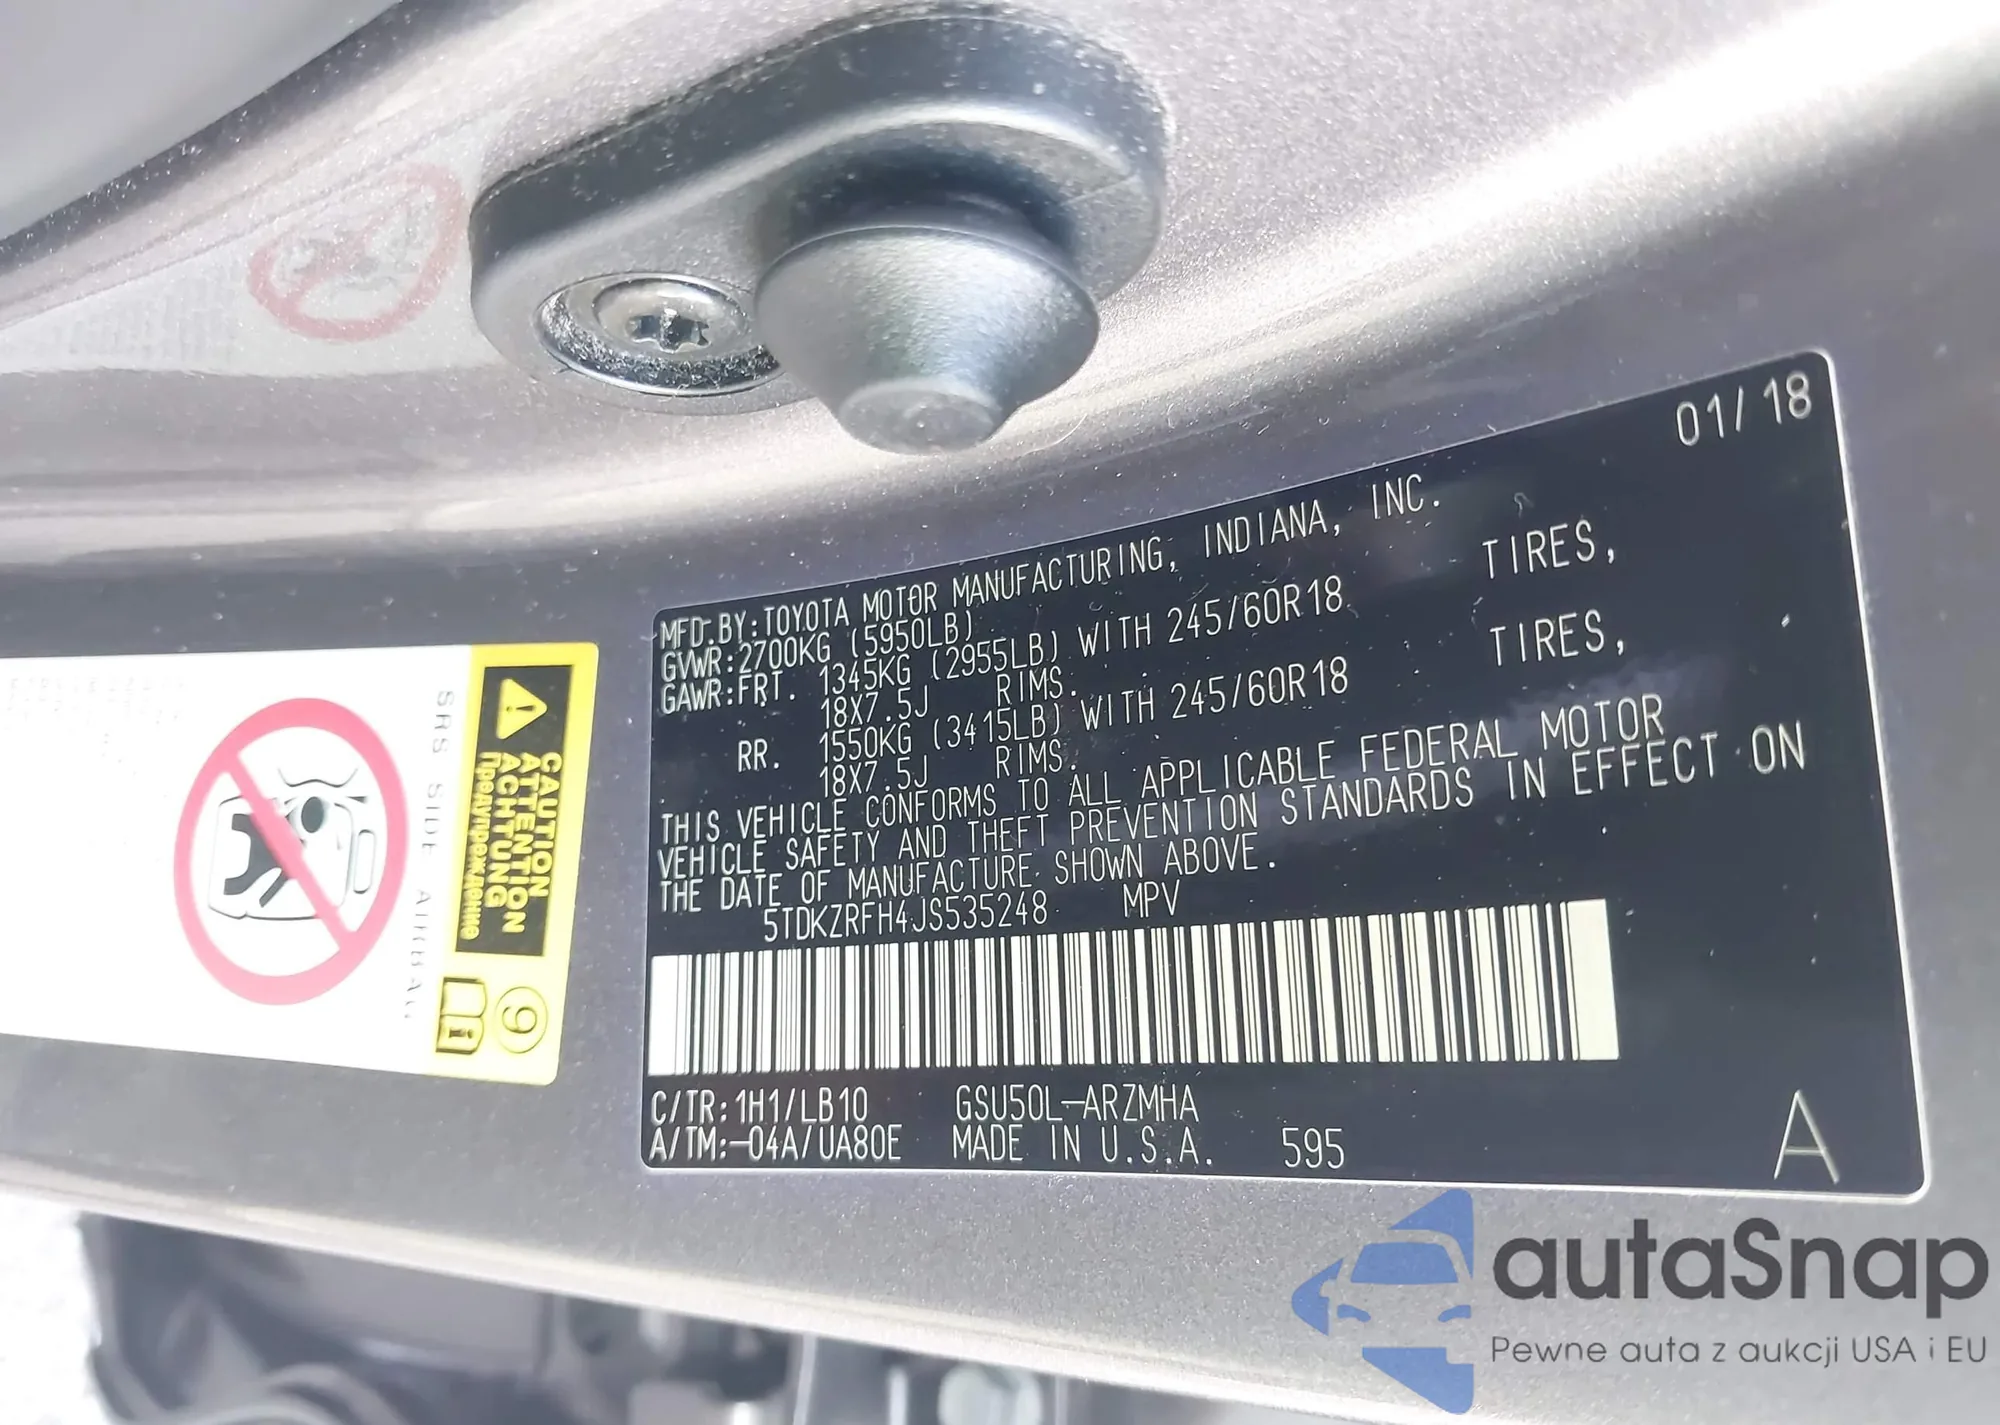 01/18
MFD.BY:TOYOTA MOTOR MANUFACTURING, INDIANA, INC.
GVWR:2700KG (5950LB)
GAWR:FRT. 1345KG (2955LB) WITH 245/60R18 TIRES,
18X7.5J RIMS.
RR. 1550KG (3415LB) WITH 245/60R18 TIRES,
18X7.5J RIMS.
THIS VEHICLE CONFORMS TO ALL APPLICABLE FEDERAL MOTOR
VEHICLE SAFETY AND THEFT PREVENTION STANDARDS IN EFFECT ON
THE DATE OF MANUFACTURE SHOWN ABOVE.
5TDKZRFH4JS535248 MPV
C/TR:1H1/LB10 GSU50L-ARZMHA
A/TM:-04A/UA80E MADE IN U.S.A. 595
A
CAUTION
ATTENTION
ACHTUNG
Предупреждение
SRS SIDE AIRBAG
9
i
autaSnap
Pewne auta z aukcji USA i EU